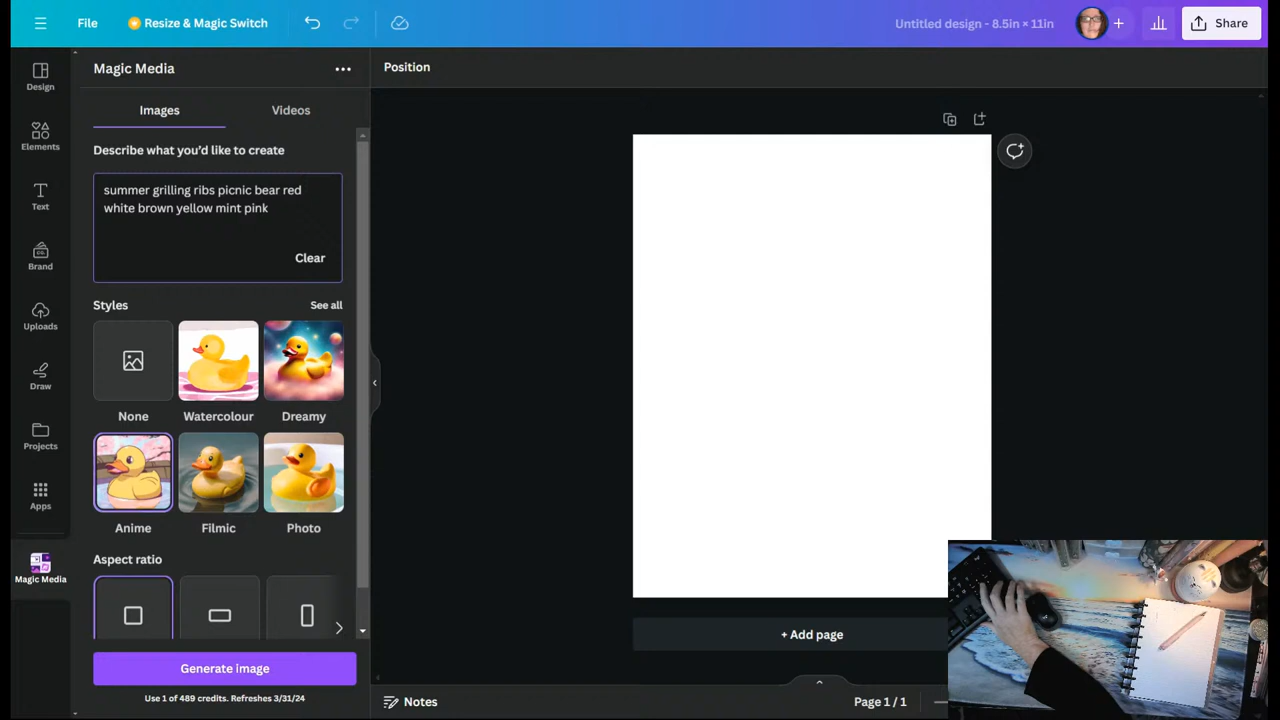 File
Resize & Magic Switch
Untitled design - 8.5in × 11in
Share
Design
Elements
Text
Brand
Uploads
Draw
Projects
Apps
Magic Media
Magic Media
Images
Videos
Describe what you'd like to create
summer grilling ribs picnic bear red
white brown yellow mint pink
Clear
Styles
See all
None
Watercolour
Dreamy
Anime
Filmic
Photo
Aspect ratio
Generate image
Use 1 of 489 credits. Refreshes 3/31/24
Position
+ Add page
Notes
Page 1 / 1